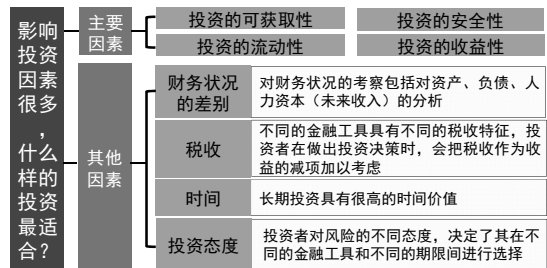 影响
投资
因素
很多
，
什么
样的
投资
最适
合?
主要
因素
投资的可获取性
投资的安全性
投资的流动性
投资的收益性
其他
因素
财务状况
的差别
对财务状况的考察包括对资产、负债、人
力资本（未来收入）的分析
税收
不同的金融工具具有不同的税收特征，投
资者在做出投资决策时，会把税收作为收
益的减项加以考虑
时间
长期投资具有很高的时间价值
投资态度
投资者对风险的不同态度，决定了其在不
同的金融工具和不同的期限间进行选择